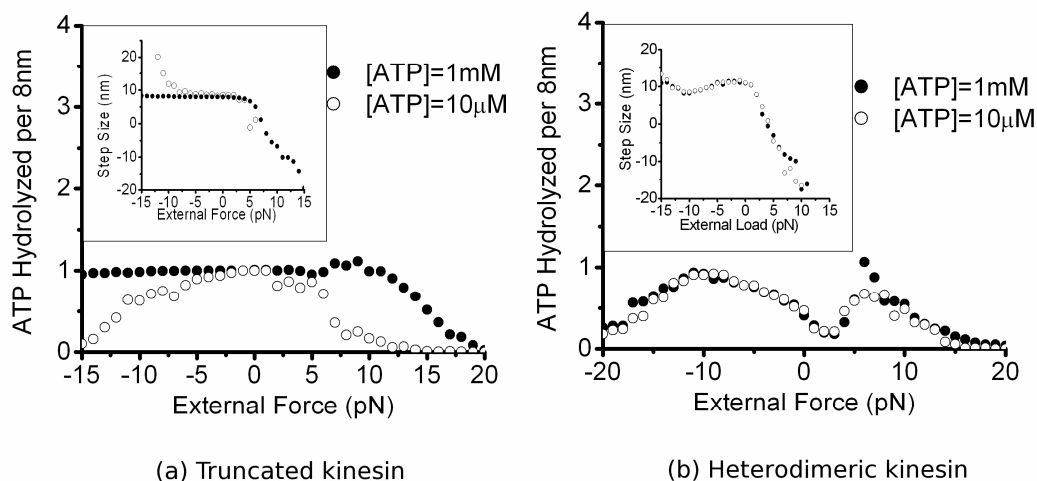 4
3
2
1
0
ATP Hydrolyzed per 8nm
-15 -10 -5 0 5 10 15 20
External Force (pN)
20
10
0
-10
-20
Step Size (nm)
-15 -10 -5 0 5 10 15
External Force (pN)
[ATP]=1mM
[ATP]=10μM
(a) Truncated kinesin
4
3
2
1
0
ATP Hydrolyzed per 8nm
-20 -10 0 10 20
External Force (pN)
20
10
0
-10
-20
Step Size (nm)
-15 -10 -5 0 5 10 15
External Load (pN)
[ATP]=1mM
[ATP]=10μM
(b) Heterodimeric kinesin